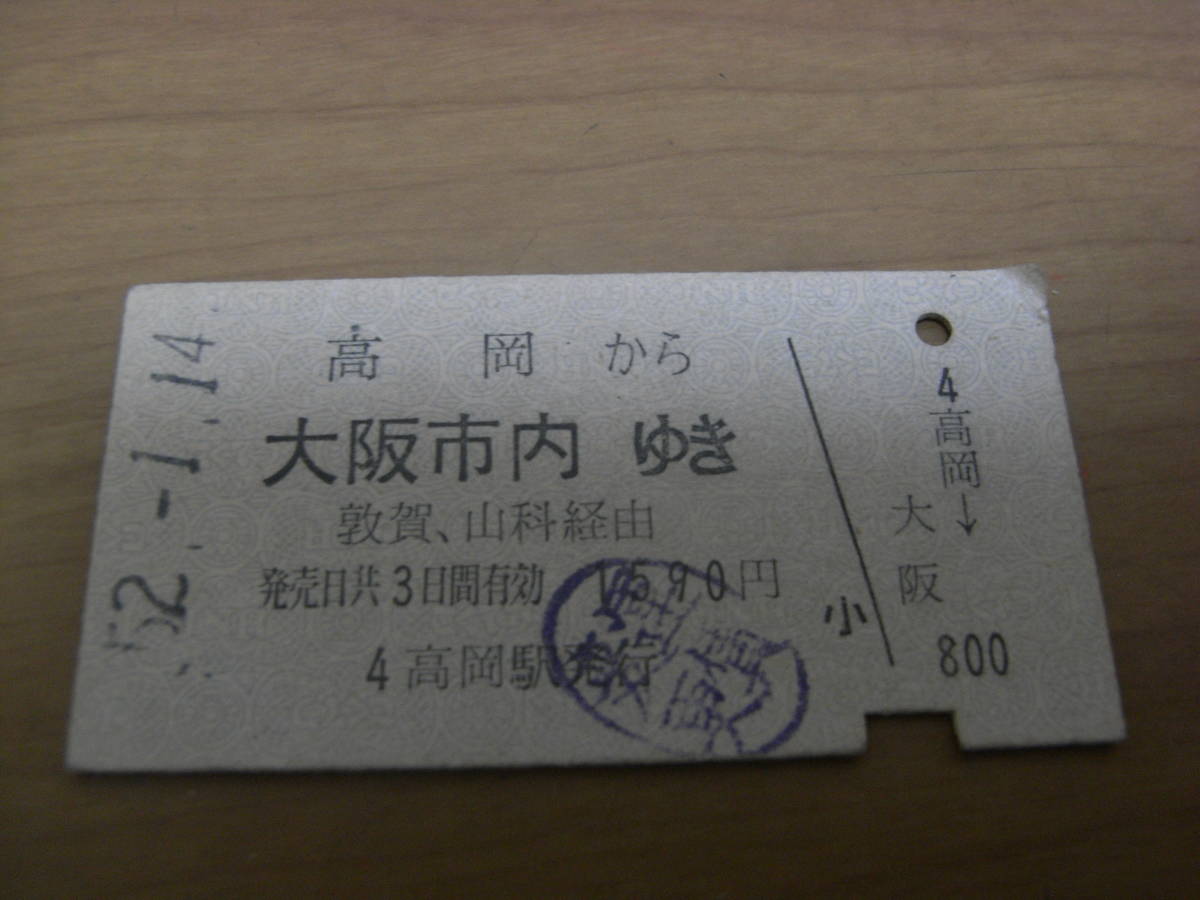 52.-1.14
高岡から
大阪市内ゆき
敦賀、山科経由
発売日共3日間有効 1,590円
4高岡駅発行
小
4高岡→
大阪
800